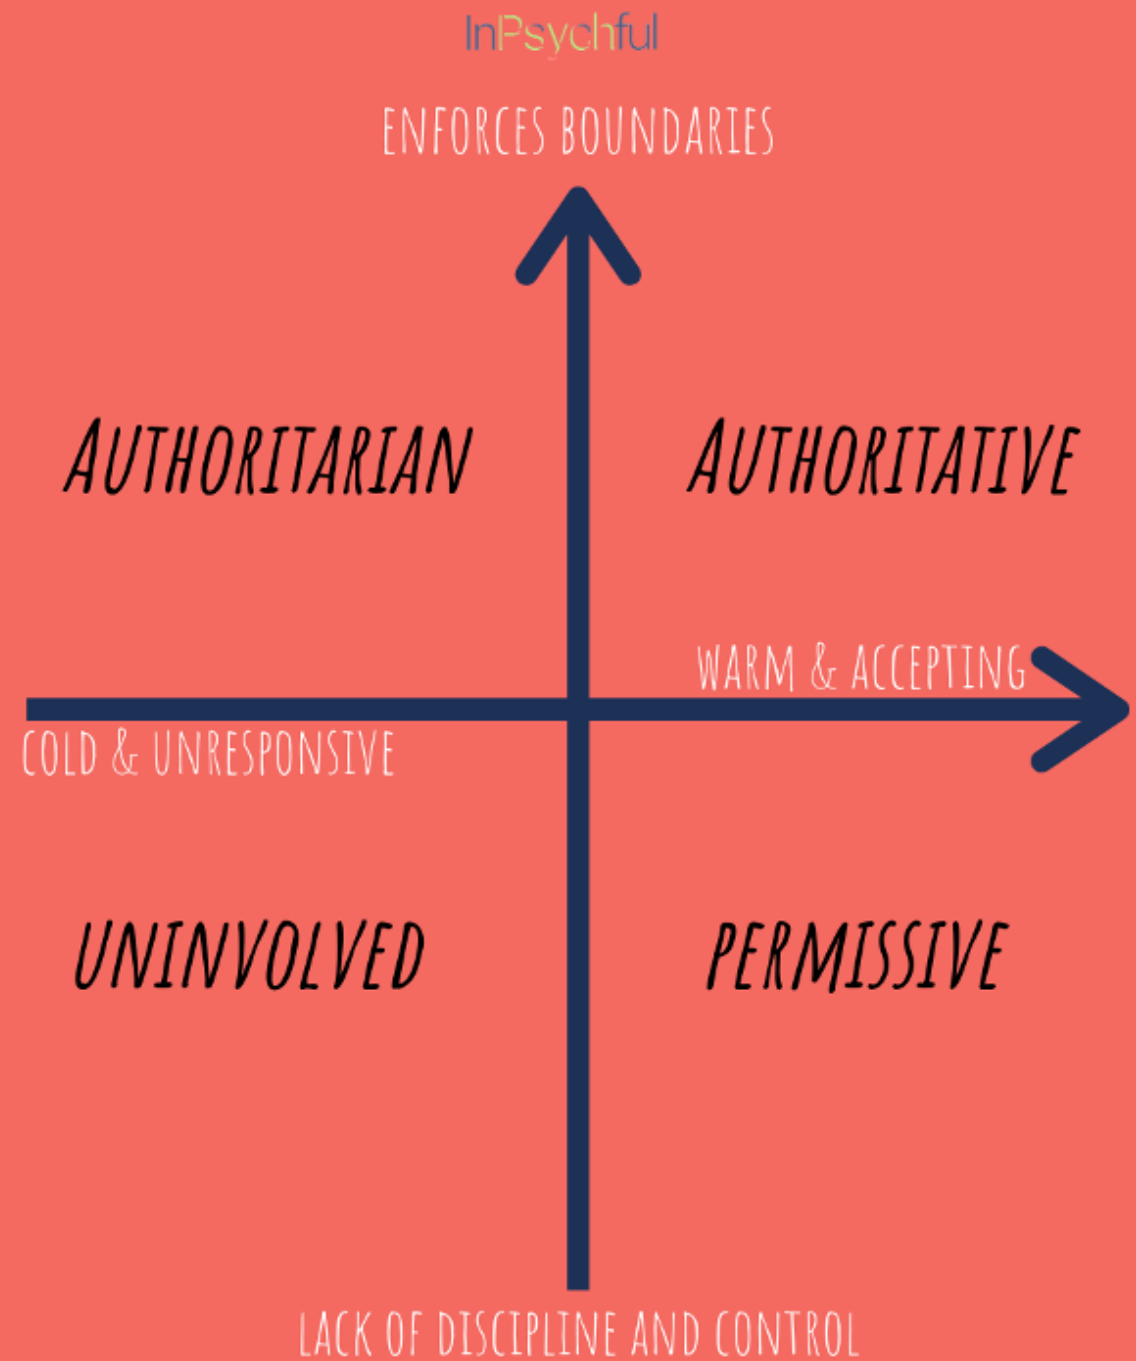 InPsychful
ENFORCES BOUNDARIES
AUTHORITARIAN
AUTHORITATIVE
WARM & ACCEPTING
COLD & UNRESPONSIVE
UNINVOLVED
PERMISSIVE
LACK OF DISCIPLINE AND CONTROL